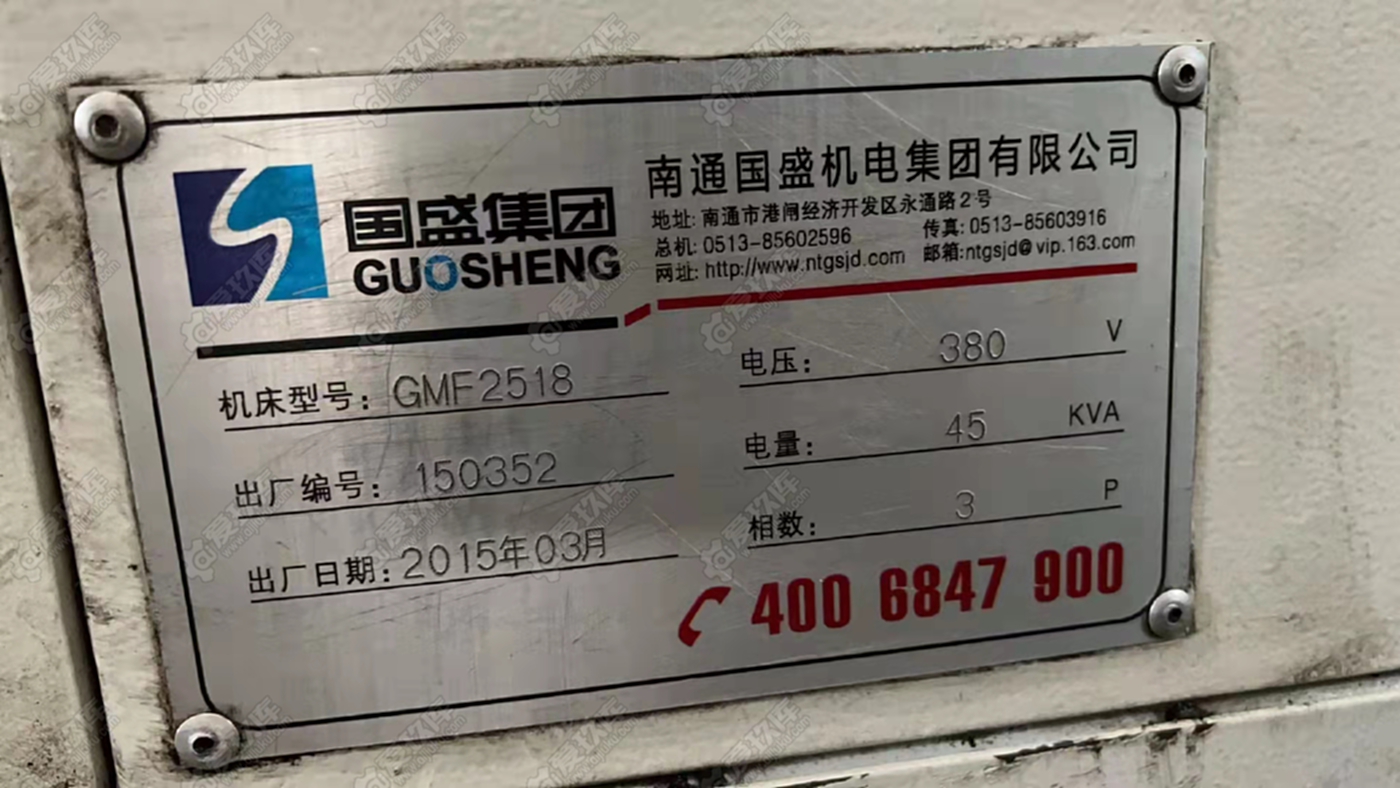 国盛集团
GUOSHENG
南通国盛机电集团有限公司
地址: 南通市港闸经济开发区永通路2号
总机: 0513-85602596 传真: 0513-85603916
网址: http://www.ntgsjd.com 邮箱:ntgsjd@vip.163.com
机床型号: GMF2518
出厂编号: 150352
出厂日期: 2015年03月
电压: 380 V
电量: 45 KVA
相数: 3 P
400 6847 900